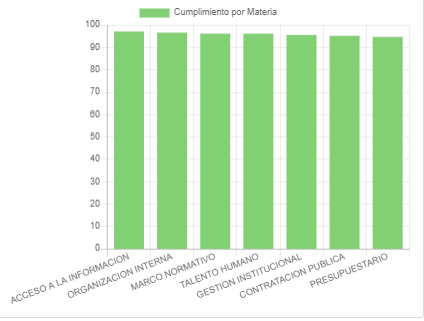 Cumplimiento por Materia
100
90
80
70
60
50
40
30
20
10
0
ACCESO A LA INFORMACION
ORGANIZACION INTERNA
MARCO NORMATIVO
TALENTO HUMANO
GESTION INSTITUCIONAL
CONTRATACION PUBLICA
PRESUPUESTARIO